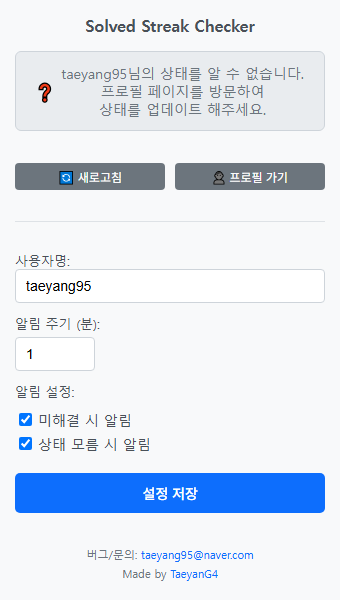 Solved Streak Checker
taeyang95님의 상태를 알 수 없습니다.
프로필 페이지를 방문하여
상태를 업데이트 해주세요.
새로고침
프로필 가기
사용자명:
taeyang95
알림 주기 (분):
1
알림 설정:
미해결 시 알림
상태 모름 시 알림
설정 저장
버그/문의: taeyang95@naver.com
Made by TaeyanG4